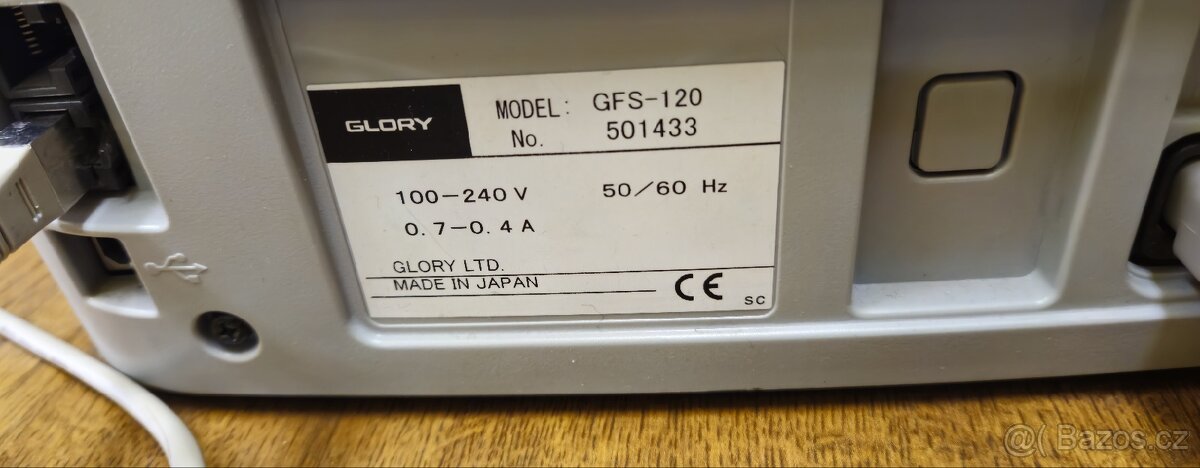 GLORY
MODEL: GFS-120
No. 501433
100-240 V 50/60 Hz
0.7-0.4 A
GLORY LTD.
MADE IN JAPAN
CE
SC
@( Bazos.cz